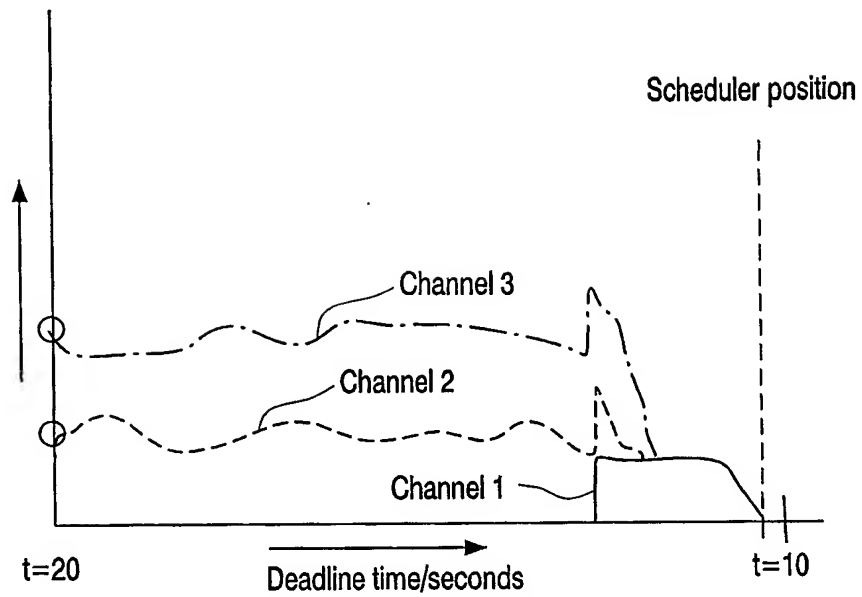 Scheduler position
Channel 3
Channel 2
Channel 1
t=20
t=10
Deadline time/seconds